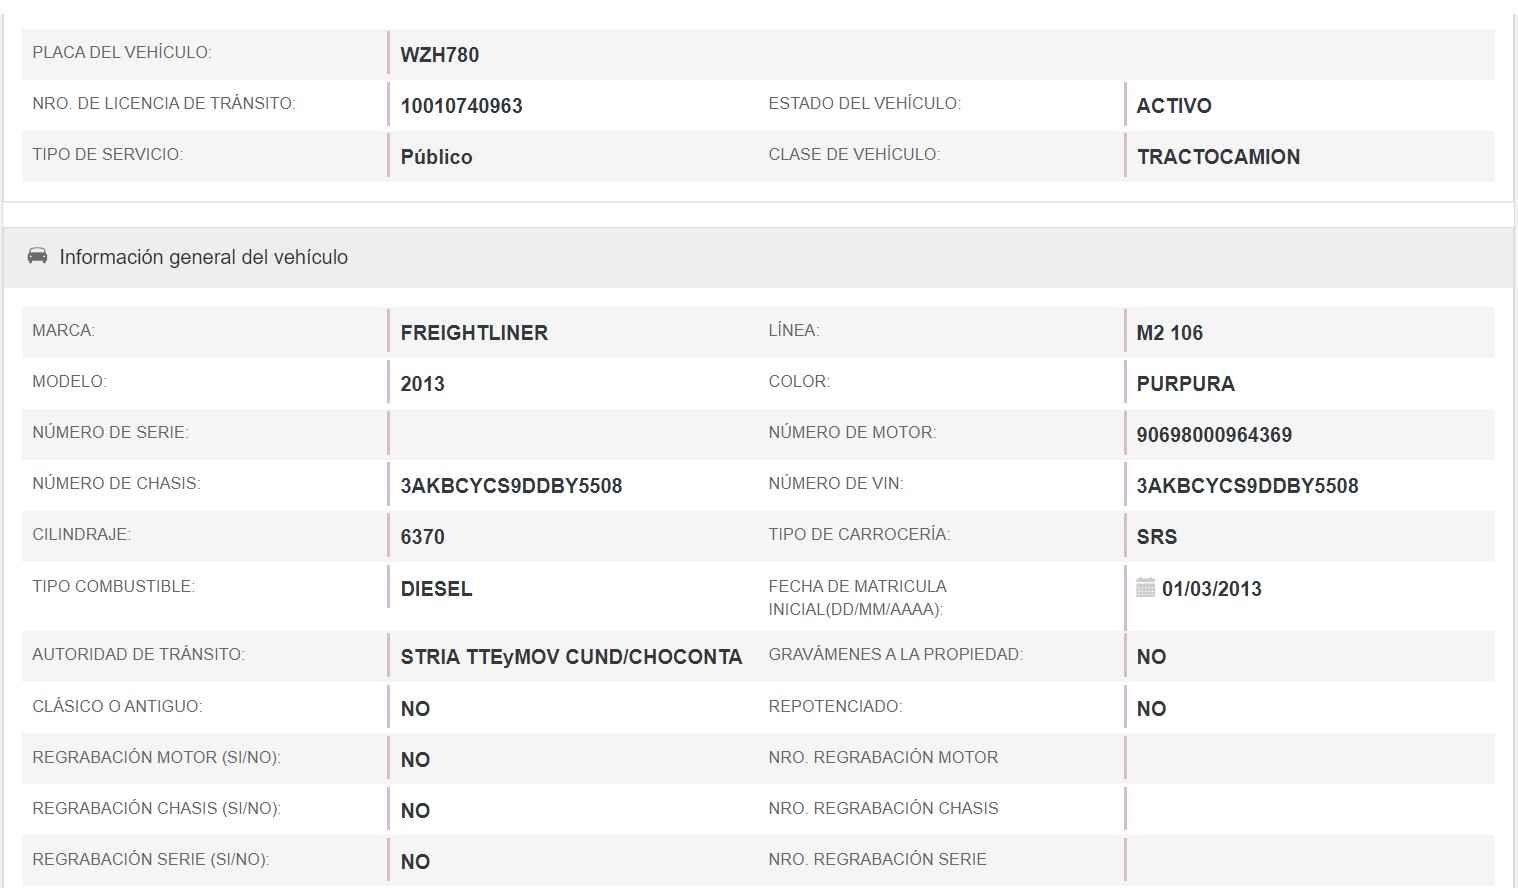 PLACA DEL VEHÍCULO: WZH780
NRO. DE LICENCIA DE TRÁNSITO: 10010740963 ESTADO DEL VEHÍCULO: ACTIVO
TIPO DE SERVICIO: Público CLASE DE VEHÍCULO: TRACTOCAMION
Información general del vehículo
MARCA: FREIGHTLINER LÍNEA: M2 106
MODELO: 2013 COLOR: PURPURA
NÚMERO DE SERIE: NÚMERO DE MOTOR: 90698000964369
NÚMERO DE CHASIS: 3AKBCYCS9DDBY5508 NÚMERO DE VIN: 3AKBCYCS9DDBY5508
CILINDRAJE: 6370 TIPO DE CARROCERÍA: SRS
TIPO COMBUSTIBLE: DIESEL FECHA DE MATRICULA 01/03/2013
INICIAL(DD/MM/AAAA):
AUTORIDAD DE TRÁNSITO: STRIA TTEyMOV CUND/CHOCONTA GRAVÁMENES A LA PROPIEDAD: NO
CLÁSICO O ANTIGUO: NO REPOTENCIADO: NO
REGRABACIÓN MOTOR (SI/NO): NO NRO. REGRABACIÓN MOTOR
REGRABACIÓN CHASIS (SI/NO): NO NRO. REGRABACIÓN CHASIS
REGRABACIÓN SERIE (SI/NO): NO NRO. REGRABACIÓN SERIE